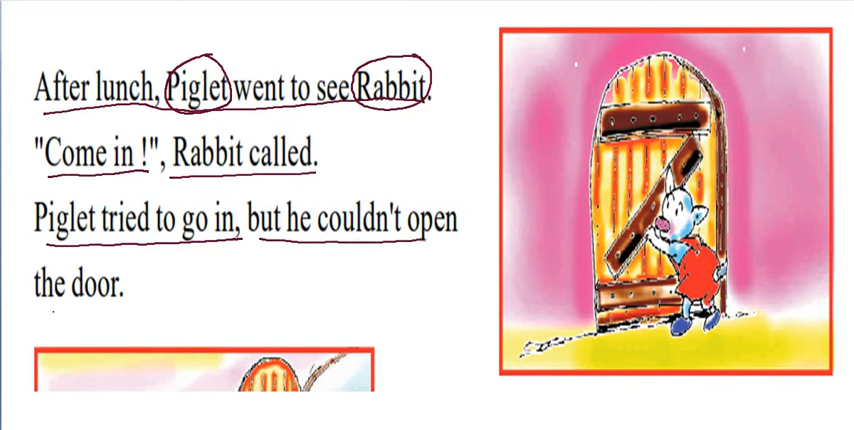 After lunch, Piglet went to see Rabbit.
"Come in !", Rabbit called.
Piglet tried to go in, but he couldn't open
the door.